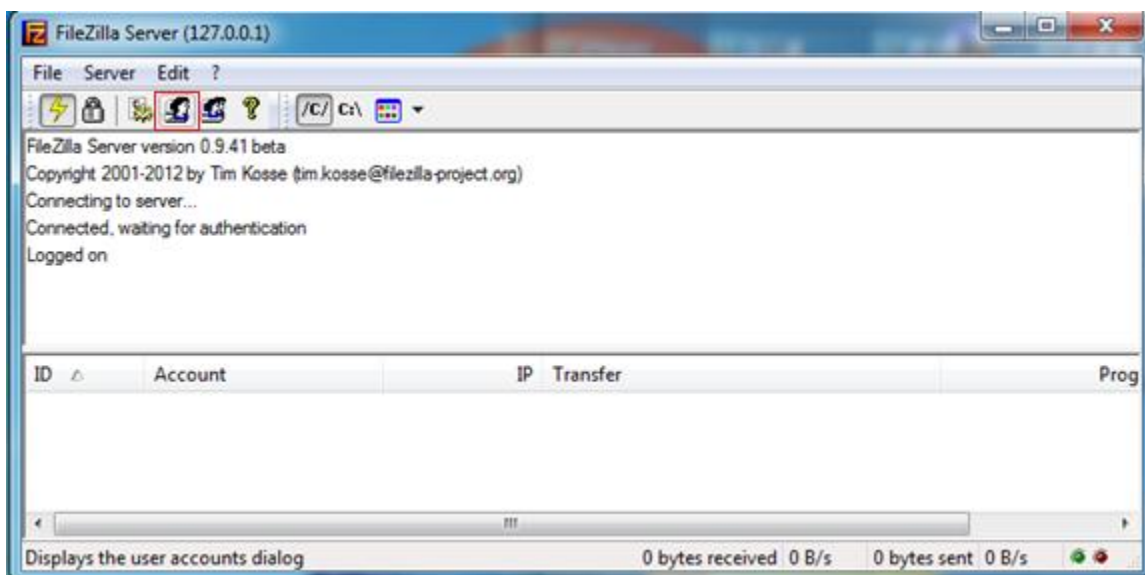 FileZilla Server (127.0.0.1)
File Server Edit ?
/C/ C:\
FileZilla Server version 0.9.41 beta
Copyright 2001-2012 by Tim Kosse (tim.kosse@filezilla-project.org)
Connecting to server...
Connected, waiting for authentication
Logged on
ID Account IP Transfer Prog
Displays the user accounts dialog 0 bytes received 0 B/s 0 bytes sent 0 B/s